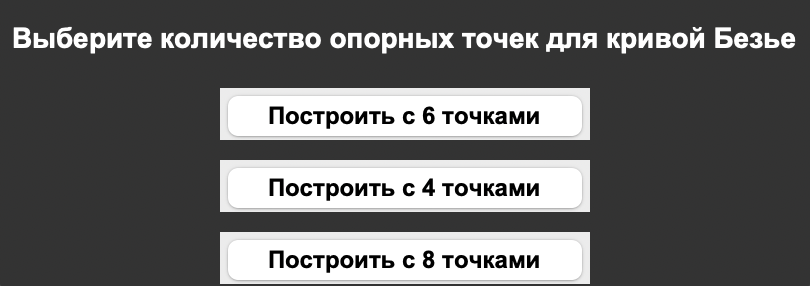 Выберите количество опорных точек для кривой Безье
Построить с 6 точками
Построить с 4 точками
Построить с 8 точками